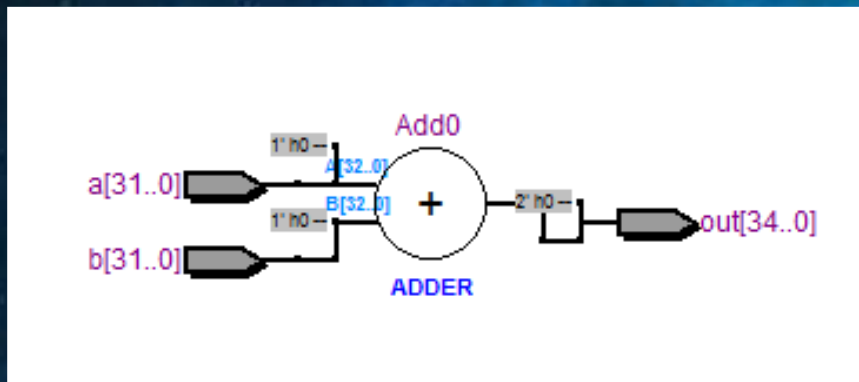 Add0
1' h0 --
A[32..0]
a[31..0]
B[32..0]
1' h0 --
2' h0 --
+
out[34..0]
b[31..0]
ADDER